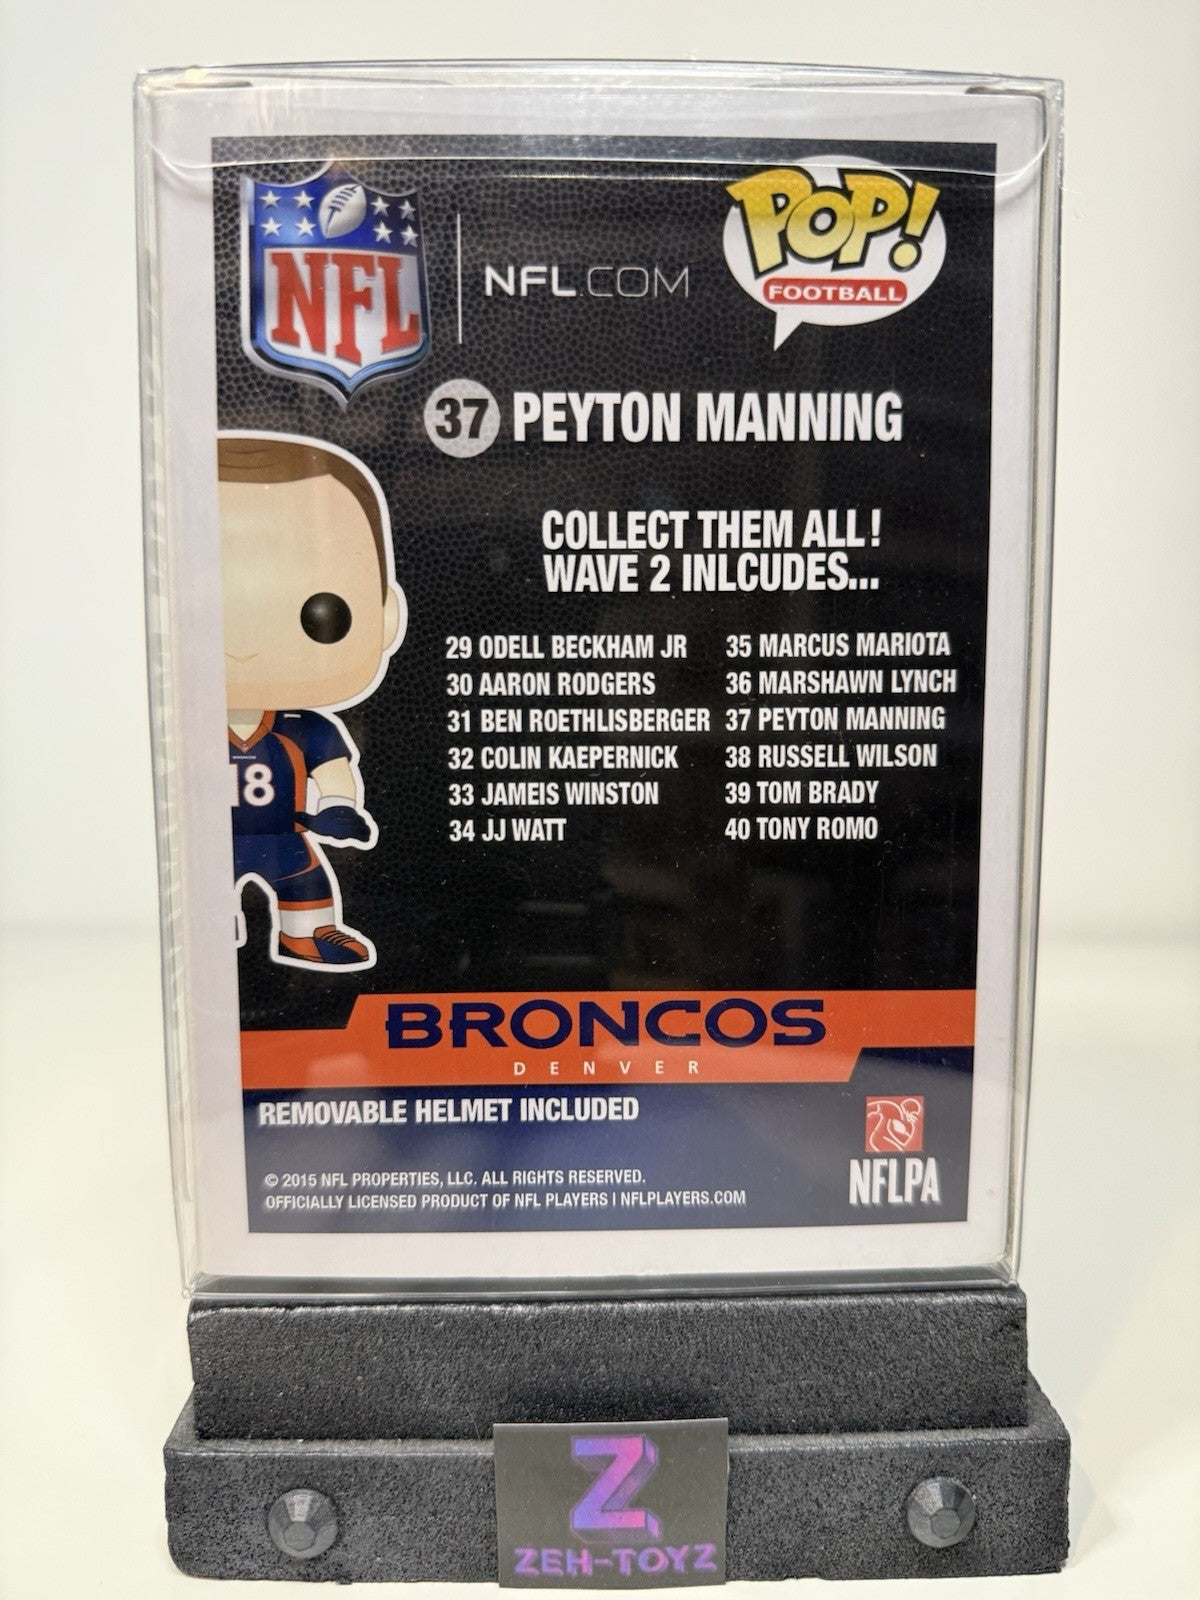 NFL
NFL.COM
POP!
FOOTBALL
37 PEYTON MANNING
COLLECT THEM ALL!
WAVE 2 INLCUDES...
29 ODELL BECKHAM JR
30 AARON RODGERS
31 BEN ROETHLISBERGER
32 COLIN KAEPERNICK
33 JAMEIS WINSTON
34 JJ WATT
35 MARCUS MARIOTA
36 MARSHAWN LYNCH
37 PEYTON MANNING
38 RUSSELL WILSON
39 TOM BRADY
40 TONY ROMO
BRONCOS
18
BRONCOS
DENVER
REMOVABLE HELMET INCLUDED
© 2015 NFL PROPERTIES, LLC. ALL RIGHTS RESERVED.
OFFICIALLY LICENSED PRODUCT OF NFL PLAYERS | NFLPLAYERS.COM
NFLPA
Z
ZEH-TOYZ